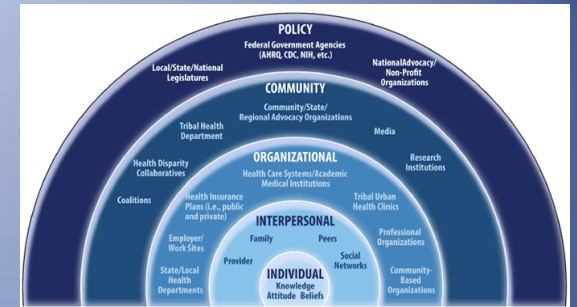 POLICY
Federal Government Agencies
(AHRQ, CDC, NIH, etc.)
Local/State/National
Legislatures
NationalAdvocacy/
Non-Profit
Organizations
COMMUNITY
Community/State/
Regional Advocacy Organizations
Tribal Health
Department
Media
Health Disparity
Collaboratives
Research
Institutions
Coalitions
ORGANIZATIONAL
Health Care Systems/Academic
Medical Institutions
Health Insurance
Plans (i.e., public
and private)
Tribal Urban
Health Clinics
Employer/
Work Sites
Professional
Organizations
State/Local
Health
Departments
Community-
Based
Organizations
INTERPERSONAL
Family
Peers
Provider
Social
Networks
INDIVIDUAL
Knowledge
Attitude Beliefs